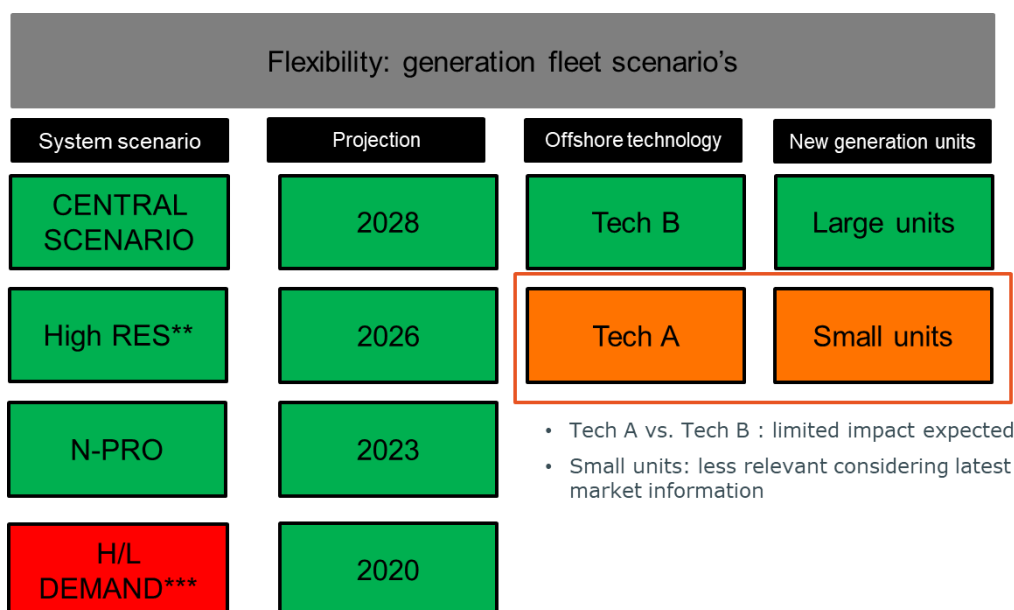 Flexibility: generation fleet scenario's
System scenario
Projection
Offshore technology
New generation units
CENTRAL
SCENARIO
2028
Tech B
Large units
High RES**
2026
Tech A
Small units
N-PRO
2023
• Tech A vs. Tech B : limited impact expected
• Small units: less relevant considering latest
market information
H/L
DEMAND***
2020